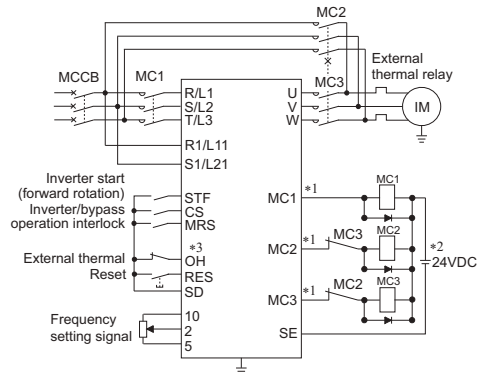 MC2
External
thermal relay
MCCB
MC1
MC3
R/L1
S/L2
T/L3
R1/L11
S1/L21
U
V
W
IM
Inverter start
(forward rotation)
Inverter/bypass
operation interlock
External thermal
Reset
STF
CS
MRS
*3
OH
RES
SD
Frequency
setting signal
10
2
5
MC1
*1
MC1
MC2
*1
MC3
MC2
MC3
*1
MC2
MC3
SE
*2
24VDC